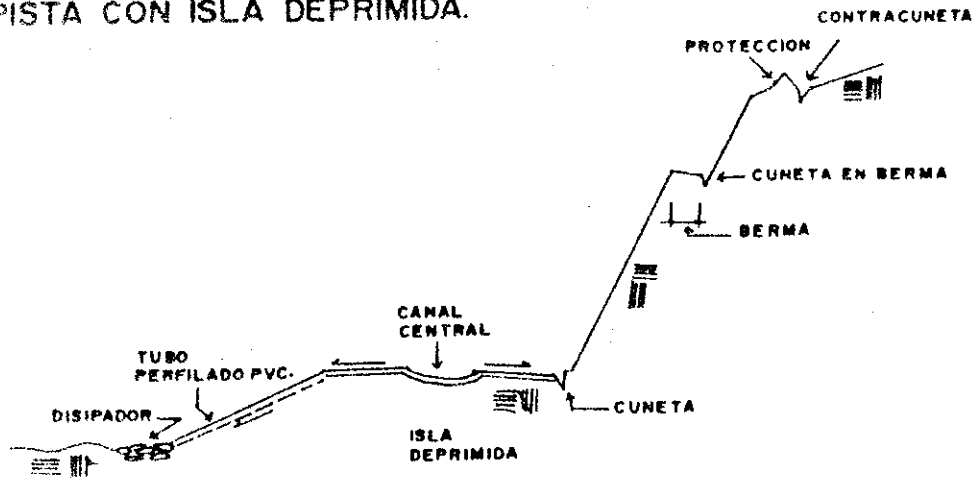 PISTA CON ISLA DEPRIMIDA.
CONTRACUNETA
PROTECCION
CUNETA EN BERMA
BERMA
CANAL
CENTRAL
TUBO
PERFILADO PVC.
DISIPADOR
CUNETA
ISLA
DEPRIMIDA